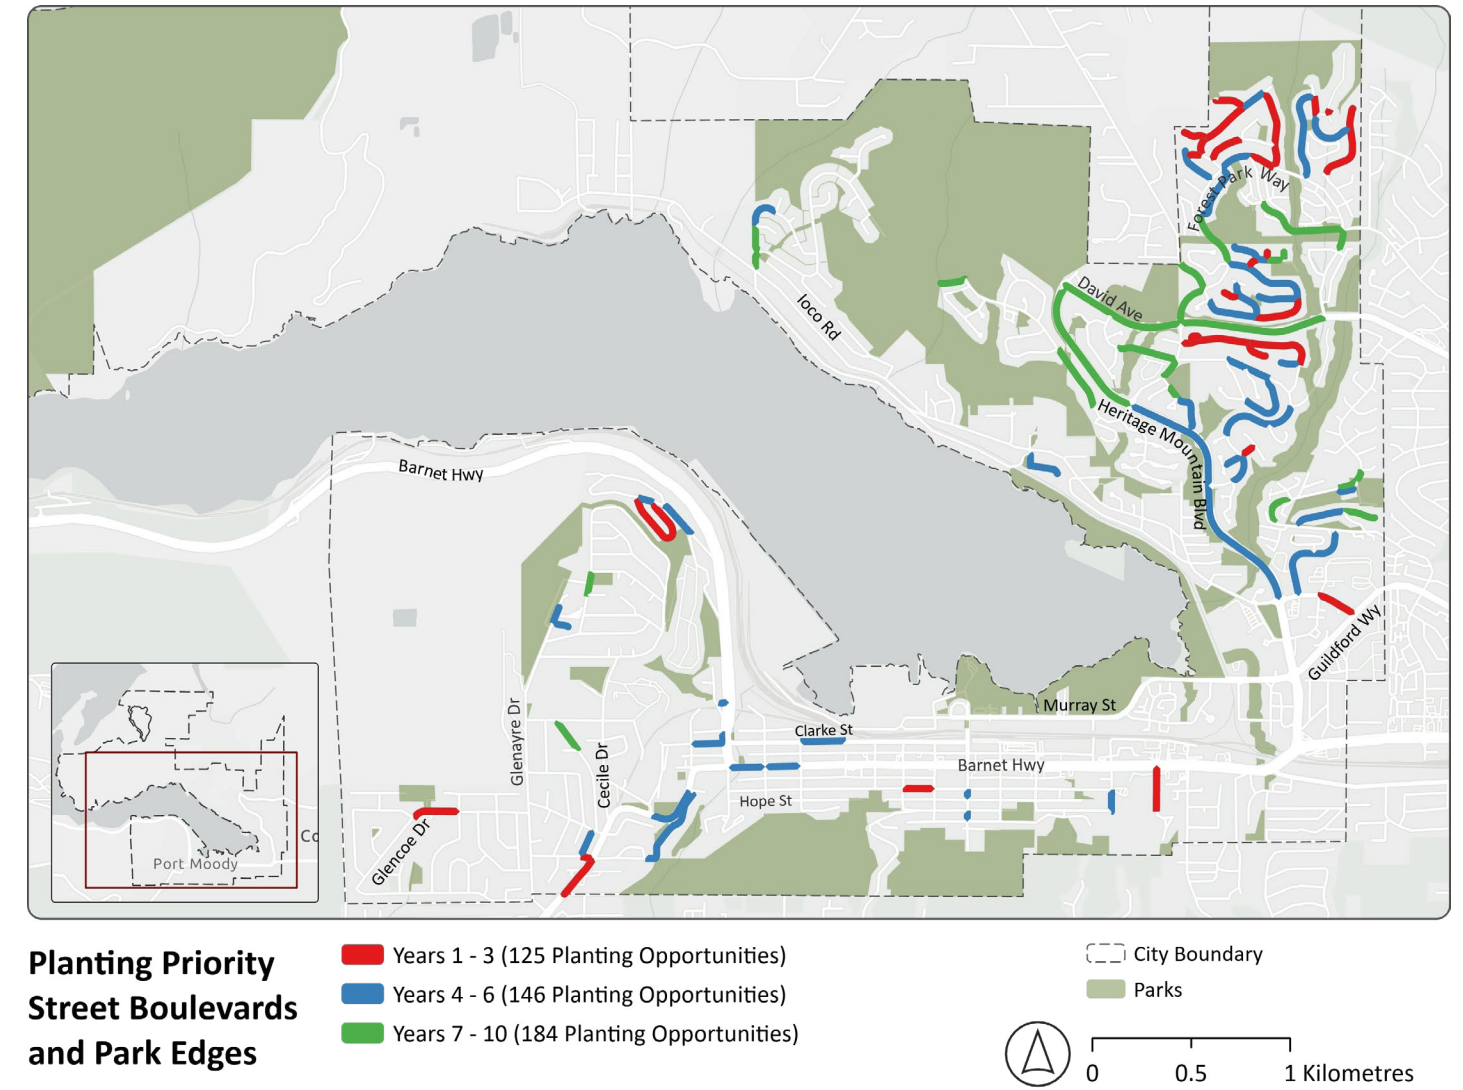 Forest Park Way
David Ave
Ioco Rd
Heritage Mountain Blvd
Barnet Hwy
Guildford Wy
Murray St
Glenayre Dr
Clarke St
Cecile Dr
Barnet Hwy
Hope St
Glencoe Dr
Co
Port Moody
Planting Priority
Street Boulevards
and Park Edges
Years 1 - 3 (125 Planting Opportunities)
Years 4 - 6 (146 Planting Opportunities)
Years 7 - 10 (184 Planting Opportunities)
City Boundary
Parks
0 0.5 1 Kilometres